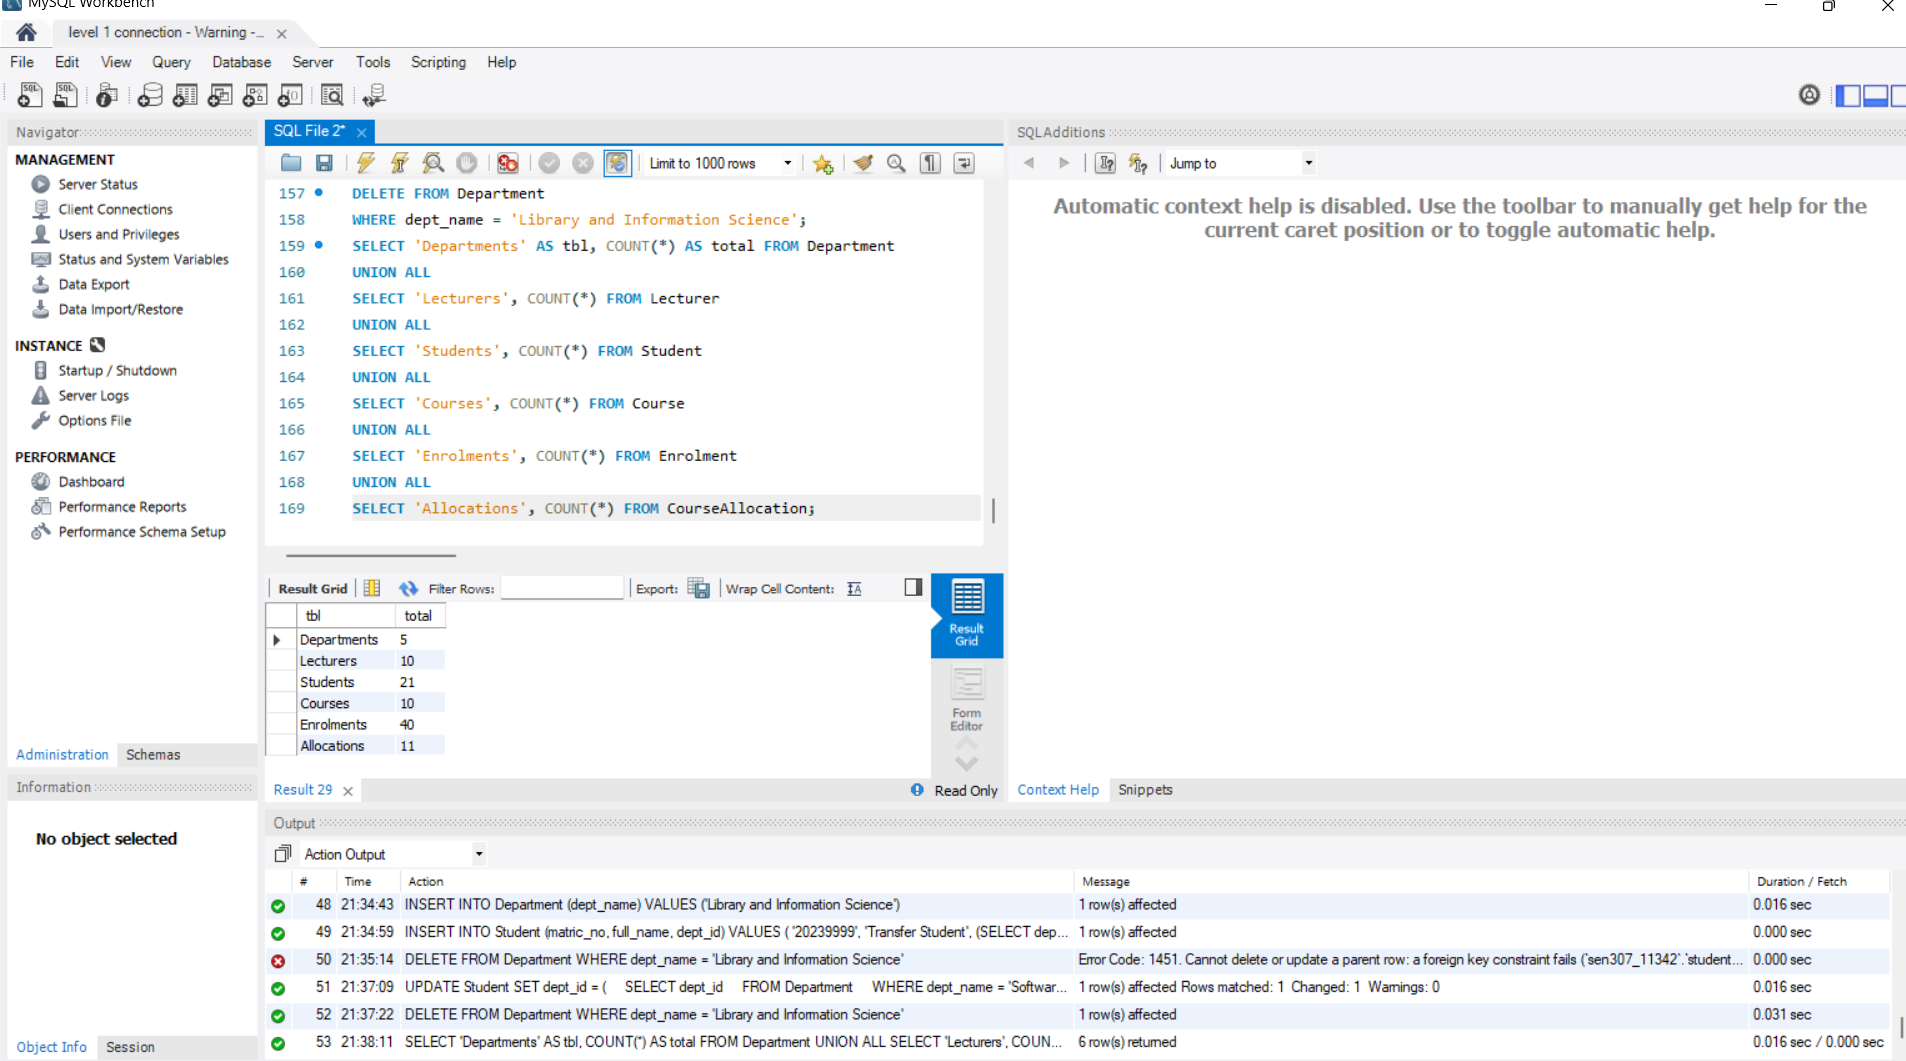 MySQL Workbench
level 1 connection - Warning -...
File Edit View Query Database Server Tools Scripting Help
Navigator
MANAGEMENT
Server Status
Client Connections
Users and Privileges
Status and System Variables
Data Export
Data Import/Restore
INSTANCE
Startup / Shutdown
Server Logs
Options File
PERFORMANCE
Dashboard
Performance Reports
Performance Schema Setup
Administration Schemas
Information
No object selected
Object Info Session
SQL File 2*
Limit to 1000 rows
157 DELETE FROM Department
158 WHERE dept_name = 'Library and Information Science';
159 SELECT 'Departments' AS tbl, COUNT(*) AS total FROM Department
160 UNION ALL
161 SELECT 'Lecturers', COUNT(*) FROM Lecturer
162 UNION ALL
163 SELECT 'Students', COUNT(*) FROM Student
164 UNION ALL
165 SELECT 'Courses', COUNT(*) FROM Course
166 UNION ALL
167 SELECT 'Enrolments', COUNT(*) FROM Enrolment
168 UNION ALL
169 SELECT 'Allocations', COUNT(*) FROM CourseAllocation;
Result Grid Filter Rows: Export: Wrap Cell Content:
tbl total
Departments 5
Lecturers 10
Students 21
Courses 10
Enrolments 40
Allocations 11
Result
Grid
Form
Editor
Result 29 Read Only
SQLAdditions
Jump to
Automatic context help is disabled. Use the toolbar to manually get help for the
current caret position or to toggle automatic help.
Context Help Snippets
Output
Action Output
# Time Action Message Duration / Fetch
48 21:34:43 INSERT INTO Department (dept_name) VALUES ('Library and Information Science') 1 row(s) affected 0.016 sec
49 21:34:59 INSERT INTO Student (matric_no, full_name, dept_id) VALUES ( '20239999', 'Transfer Student', (SELECT dep... 1 row(s) affected 0.000 sec
50 21:35:14 DELETE FROM Department WHERE dept_name = 'Library and Information Science' Error Code: 1451. Cannot delete or update a parent row: a foreign key constraint fails (`sen307_11342`.`student... 0.000 sec
51 21:37:09 UPDATE Student SET dept_id = ( SELECT dept_id FROM Department WHERE dept_name = 'Softwar... 1 row(s) affected Rows matched: 1 Changed: 1 Warnings: 0 0.016 sec
52 21:37:22 DELETE FROM Department WHERE dept_name = 'Library and Information Science' 1 row(s) affected 0.031 sec
53 21:38:11 SELECT 'Departments' AS tbl, COUNT(*) AS total FROM Department UNION ALL SELECT 'Lecturers', COUN... 6 row(s) returned 0.016 sec / 0.000 sec